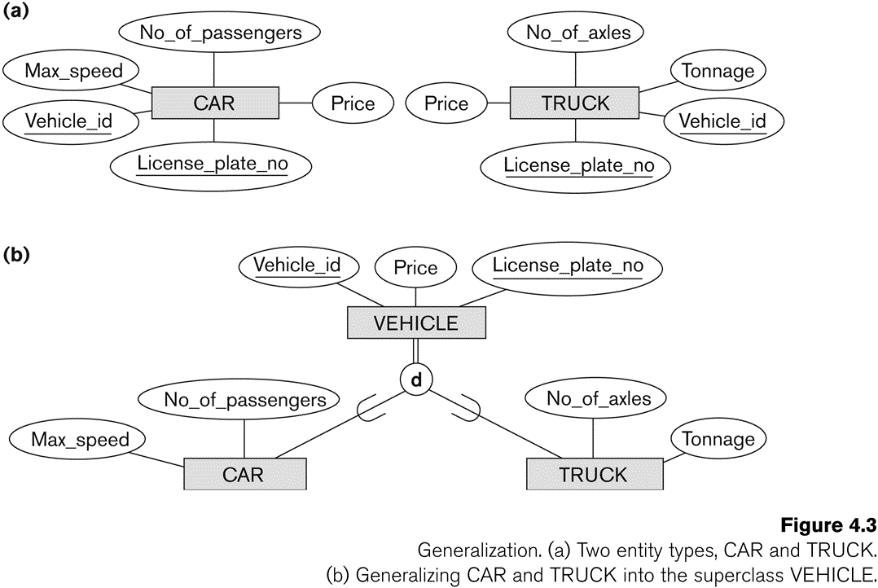 (a)
No_of_passengers
No_of_axles
Max_speed
Tonnage
CAR
Price
Price
TRUCK
Vehicle_id
Vehicle_id
License_plate_no
License_plate_no
(b)
Vehicle_id
Price
License_plate_no
VEHICLE
d
No_of_passengers
No_of_axles
Max_speed
Tonnage
CAR
TRUCK
Figure 4.3
Generalization. (a) Two entity types, CAR and TRUCK.
(b) Generalizing CAR and TRUCK into the superclass VEHICLE.